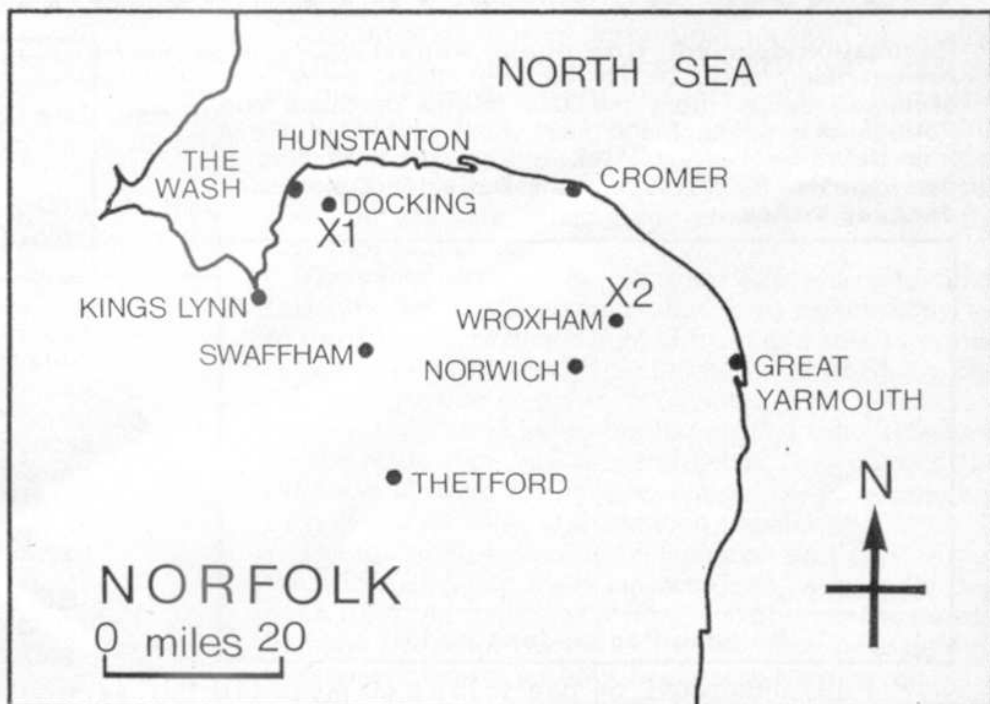 NORTH SEA
HUNSTANTON
THE
WASH
CROMER
DOCKING
X1
KINGS LYNN
X2
WROXHAM
SWAFFHAM
NORWICH
GREAT
YARMOUTH
THETFORD
N
NORFOLK
0 miles 20